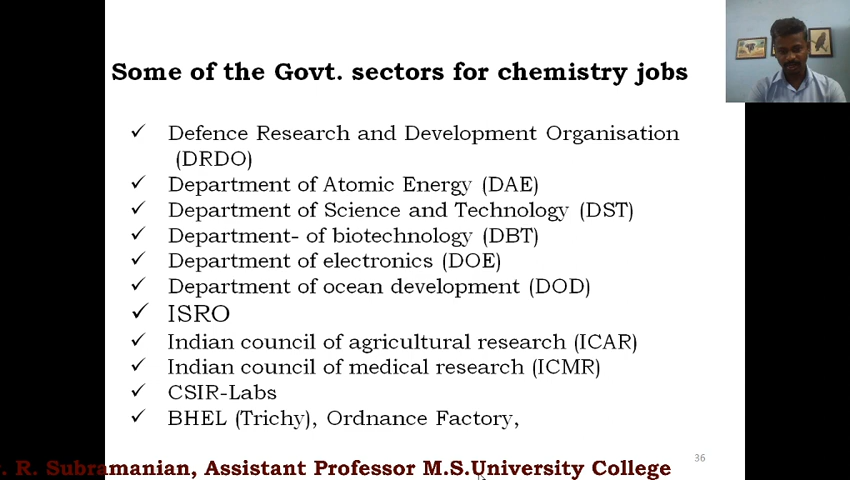 Some of the Govt. sectors for chemistry jobs
✓ Defence Research and Development Organisation
(DRDO)
✓ Department of Atomic Energy (DAE)
✓ Department of Science and Technology (DST)
✓ Department- of biotechnology (DBT)
✓ Department of electronics (DOE)
✓ Department of ocean development (DOD)
✓ ISRO
✓ Indian council of agricultural research (ICAR)
✓ Indian council of medical research (ICMR)
✓ CSIR-Labs
✓ BHEL (Trichy), Ordnance Factory,
36
. R. Subramanian, Assistant Professor M.S.University College